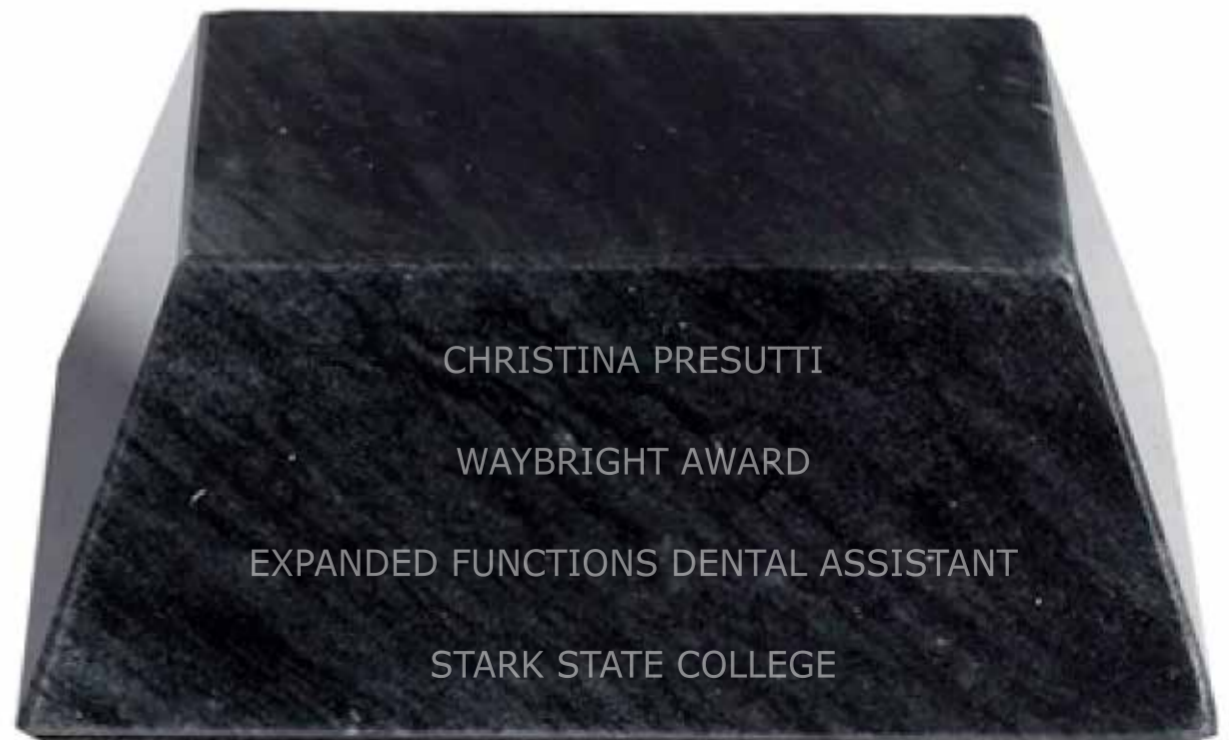 CHRISTINA PRESUTTI
WAYBRIGHT AWARD
EXPANDED FUNCTIONS DENTAL ASSISTANT
STARK STATE COLLEGE